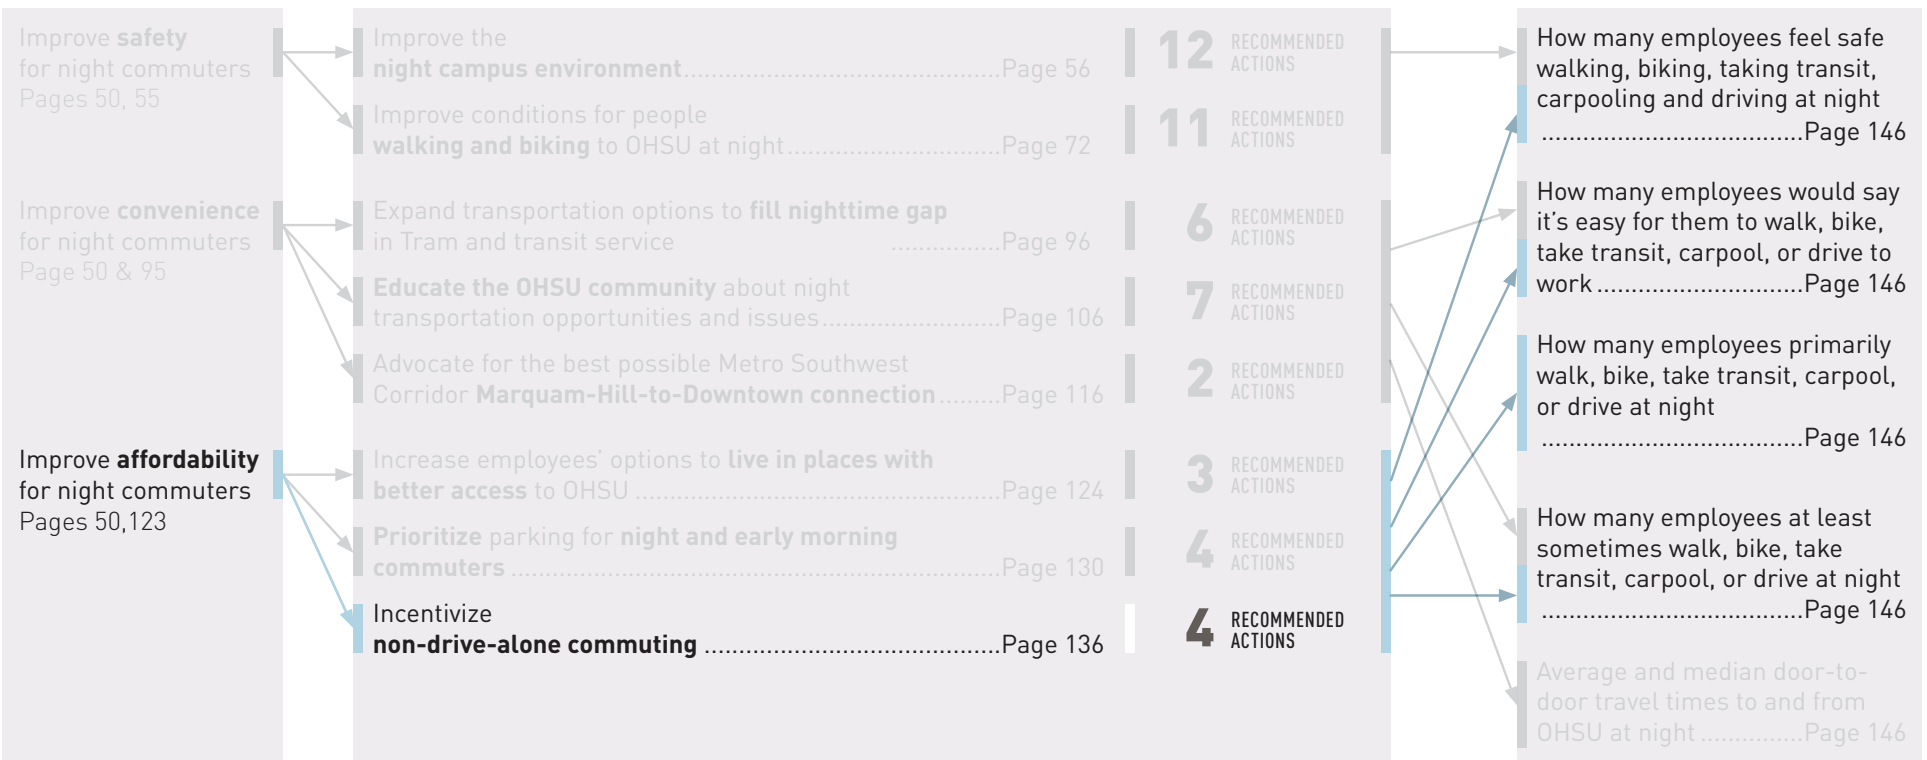 Improve safety
for night commuters
Pages 50, 55
Improve convenience
for night commuters
Page 50 & 95
Improve affordability
for night commuters
Pages 50,123
Improve the
night campus environment..............................................Page 56
12 RECOMMENDED
ACTIONS
Improve conditions for people
walking and biking to OHSU at night...............................Page 72
11 RECOMMENDED
ACTIONS
Expand transportation options to fill nighttime gap
in Tram and transit service ................Page 96
6 RECOMMENDED
ACTIONS
Educate the OHSU community about night
transportation opportunities and issues..........................Page 106
7 RECOMMENDED
ACTIONS
Advocate for the best possible Metro Southwest
Corridor Marquam-Hill-to-Downtown connection.........Page 116
2 RECOMMENDED
ACTIONS
Increase employees’ options to live in places with
better access to OHSU .....................................................Page 124
3 RECOMMENDED
ACTIONS
Prioritize parking for night and early morning
commuters .......................................................................Page 130
4 RECOMMENDED
ACTIONS
Incentivize
non-drive-alone commuting ...........................................Page 136
4 RECOMMENDED
ACTIONS
How many employees feel safe
walking, biking, taking transit,
carpooling and driving at night
......................................Page 146
How many employees would say
it’s easy for them to walk, bike,
take transit, carpool, or drive to
work ..............................Page 146
How many employees primarily
walk, bike, take transit, carpool,
or drive at night
......................................Page 146
How many employees at least
sometimes walk, bike, take
transit, carpool, or drive at night
......................................Page 146
Average and median door-to-
door travel times to and from
OHSU at night ...............Page 146